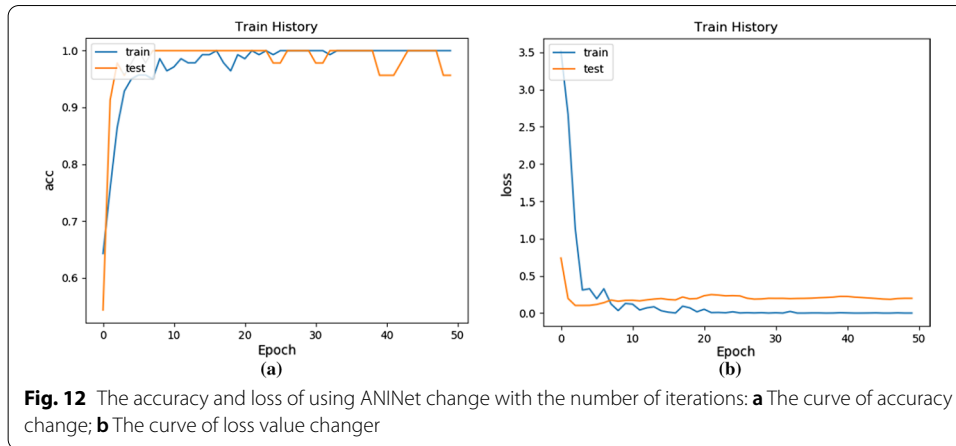 Train History
1.0
0.9
0.8
0.7
0.6
acc
train
test
0
10
20
30
40
50
Epoch
(a)
Train History
3.5
3.0
2.5
2.0
1.5
1.0
0.5
0.0
loss
train
test
0
10
20
30
40
50
Epoch
(b)
Fig. 12 The accuracy and loss of using ANINet change with the number of iterations: a The curve of accuracy
change; b The curve of loss value changer